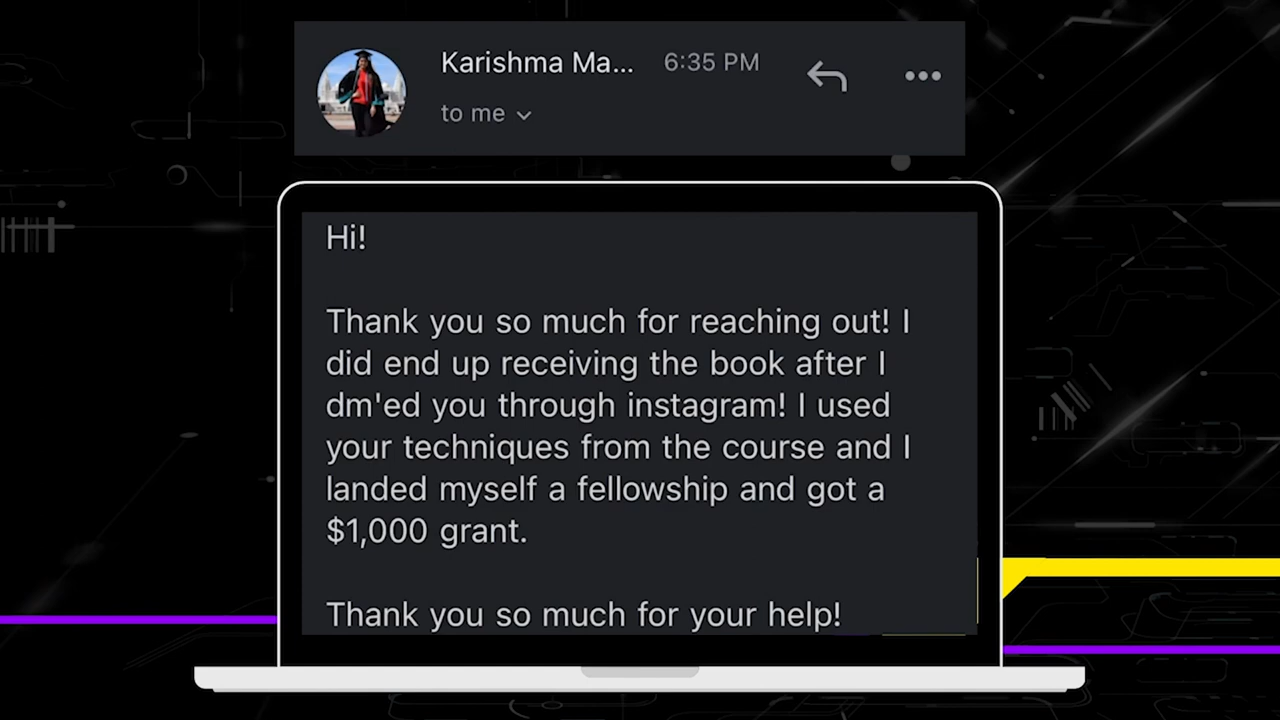 Karishma Ma... 6:35 PM
to me
Hi!
Thank you so much for reaching out! I
did end up receiving the book after I
dm'ed you through instagram! I used
your techniques from the course and I
landed myself a fellowship and got a
$1,000 grant.
Thank you so much for your help!